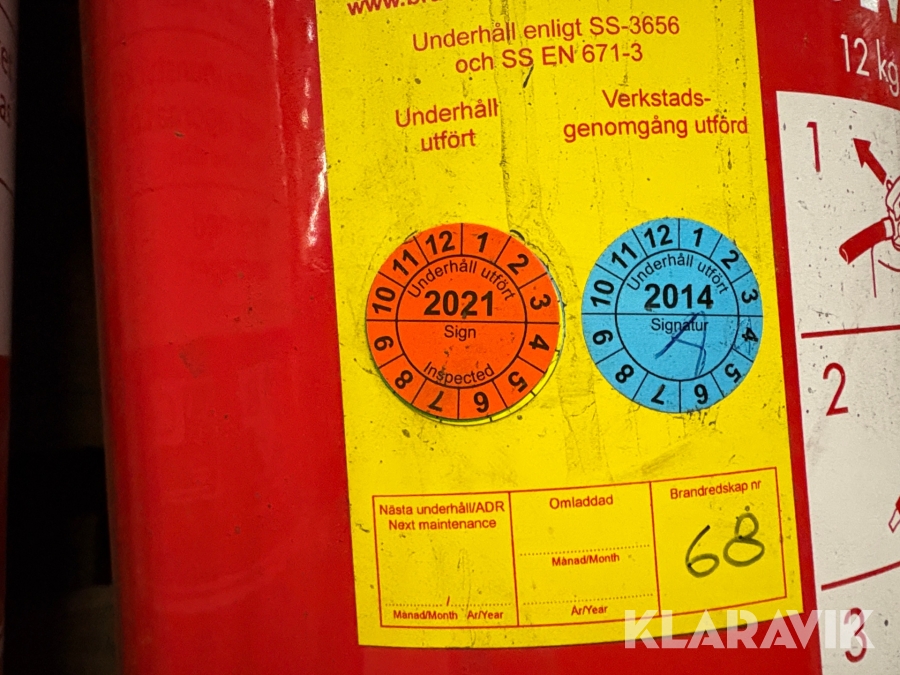 Underhåll enligt SS-3656
och SS EN 671-3
Underhåll
utfört
Verkstads-
genomgång utförd
12 kg
1
2
3
12 1 2 3 4 5 6 7 8 9 10 11
Underhåll utfört
2021
Sign
Inspected
12 1 2 3 4 5 6 7 8 9 10 11
Underhåll utfört
2014
Signatur
Nästa underhåll/ADR
Next maintenance
/
Månad/Month År/Year
Omladdad
Månad/Month
År/Year
Brandredskap nr
68
KLARAVIK